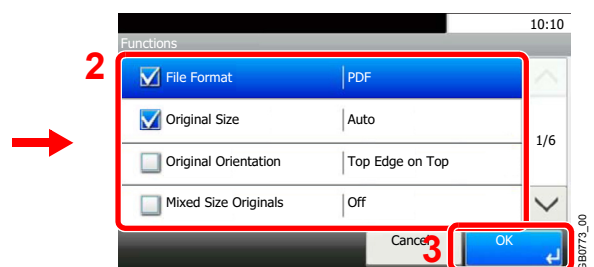 10:10
Functions
2
File Format PDF
Original Size Auto
1/6
Original Orientation Top Edge on Top
Mixed Size Originals Off
Cancel 3 OK
GB0773_00